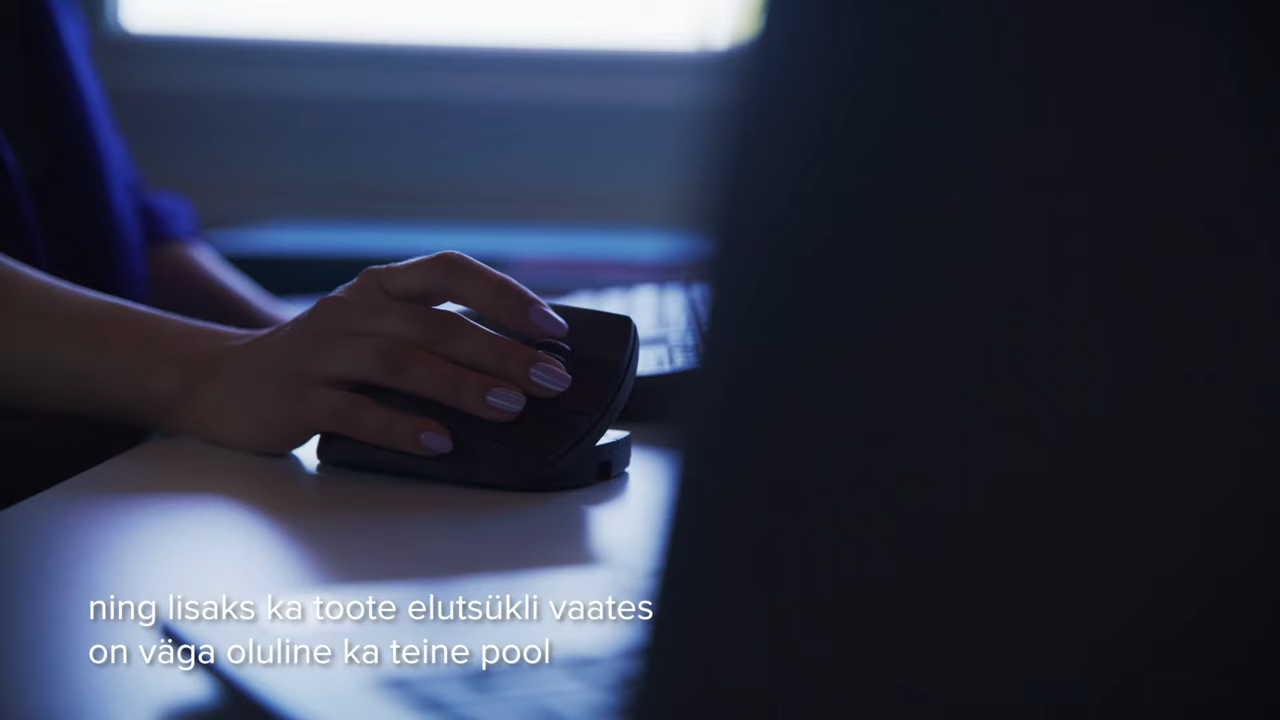 ning lisaks ka toote elutsükli vaates
on väga oluline ka teine pool